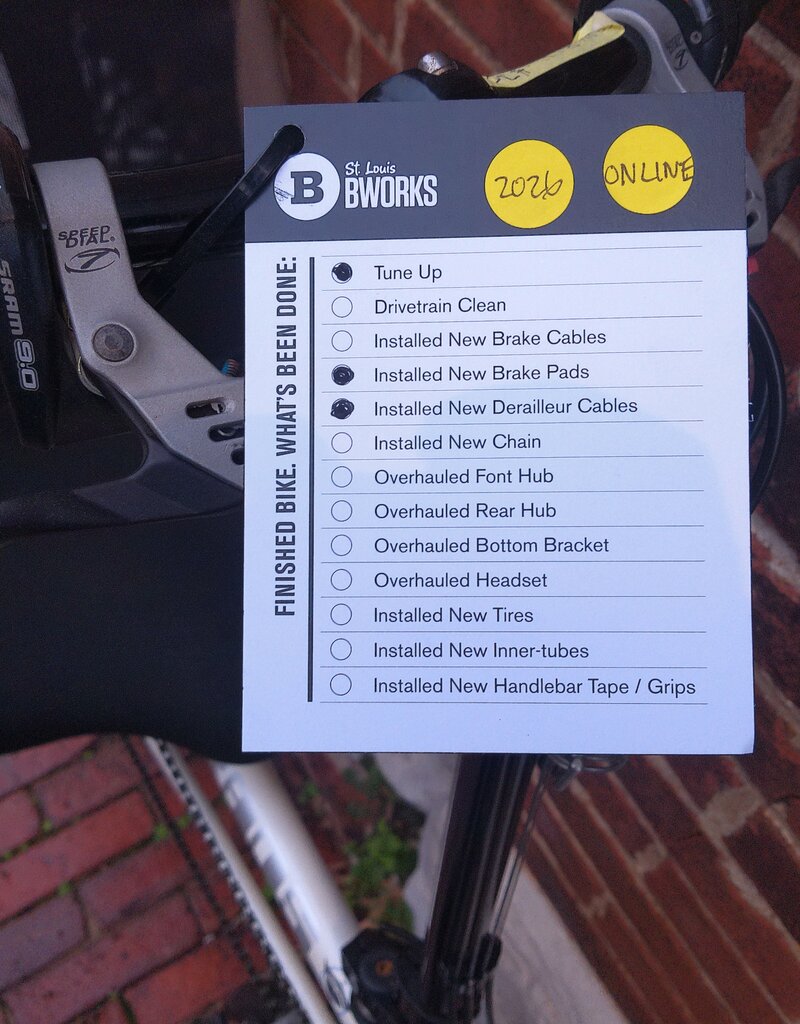 St. Louis
B BWORKS
2026
ONLINE
FINISHED BIKE. WHAT'S BEEN DONE:
Tune Up
Drivetrain Clean
Installed New Brake Cables
Installed New Brake Pads
Installed New Derailleur Cables
Installed New Chain
Overhauled Font Hub
Overhauled Rear Hub
Overhauled Bottom Bracket
Overhauled Headset
Installed New Tires
Installed New Inner-tubes
Installed New Handlebar Tape / Grips
SPEED
DIAL
7
SRAM 9.0